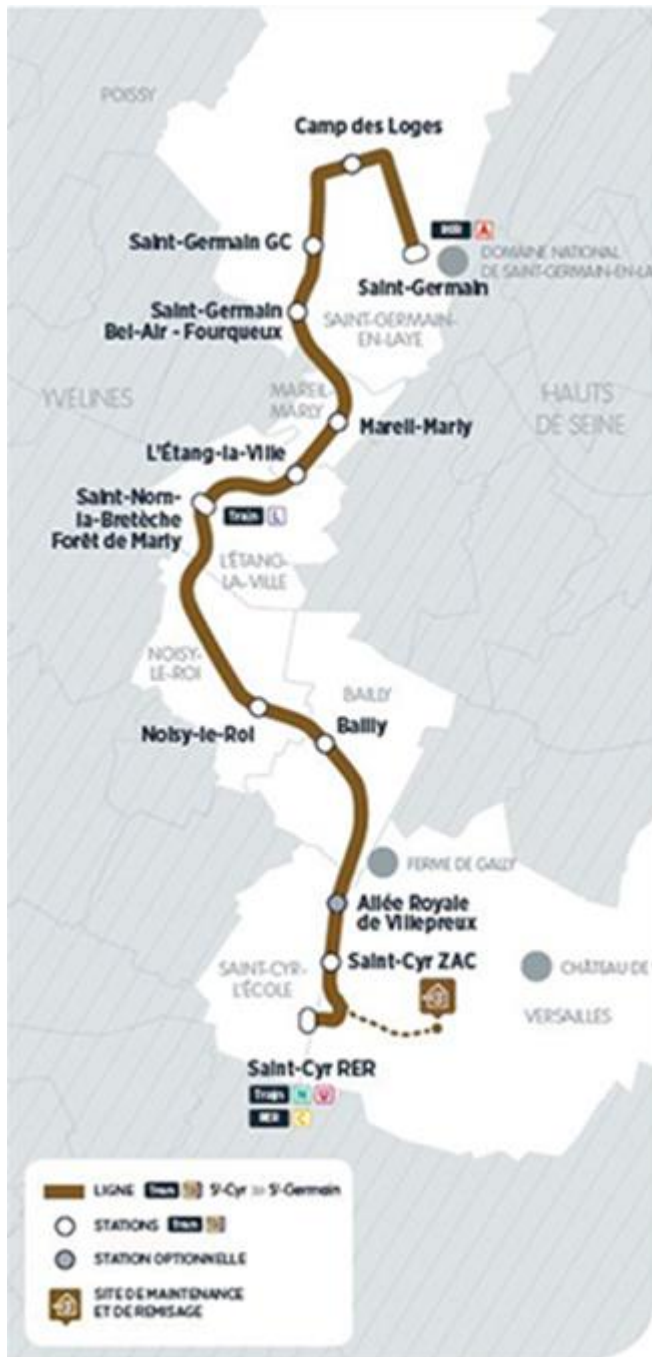 POISSY
Camp des Loges
Saint-Germain GC
RER A
DOMAINE NATIONAL
DE SAINT-GERMAIN-EN-LA
Saint-Germain
Saint-Germain
Bel-Air - Fourqueux
SAINT-GERMAIN-
EN-LAYE
YVELINES
MAREIL-
MARLY
HAUTS
DE SEINE
Mareil-Marly
L'Étang-la-Ville
Saint-Nom-
la-Bretèche
Forêt de Marly
Train L
L'ÉTANG-
LA-VILLE
NOISY-
LE-ROI
BAILLY
Noisy-le-Roi
Bailly
FERME DE GALLY
Allée Royale
de Villepreux
Saint-Cyr ZAC
SAINT-CYR-
L'ÉCOLE
CHÂTEAU DE
VERSAILLES
Saint-Cyr RER
Train N U
RER C
LIGNE Tram St-Cyr >> St-Germain
STATIONS Tram
STATION OPTIONNELLE
SITE DE MAINTENANCE
ET DE REMISAGE